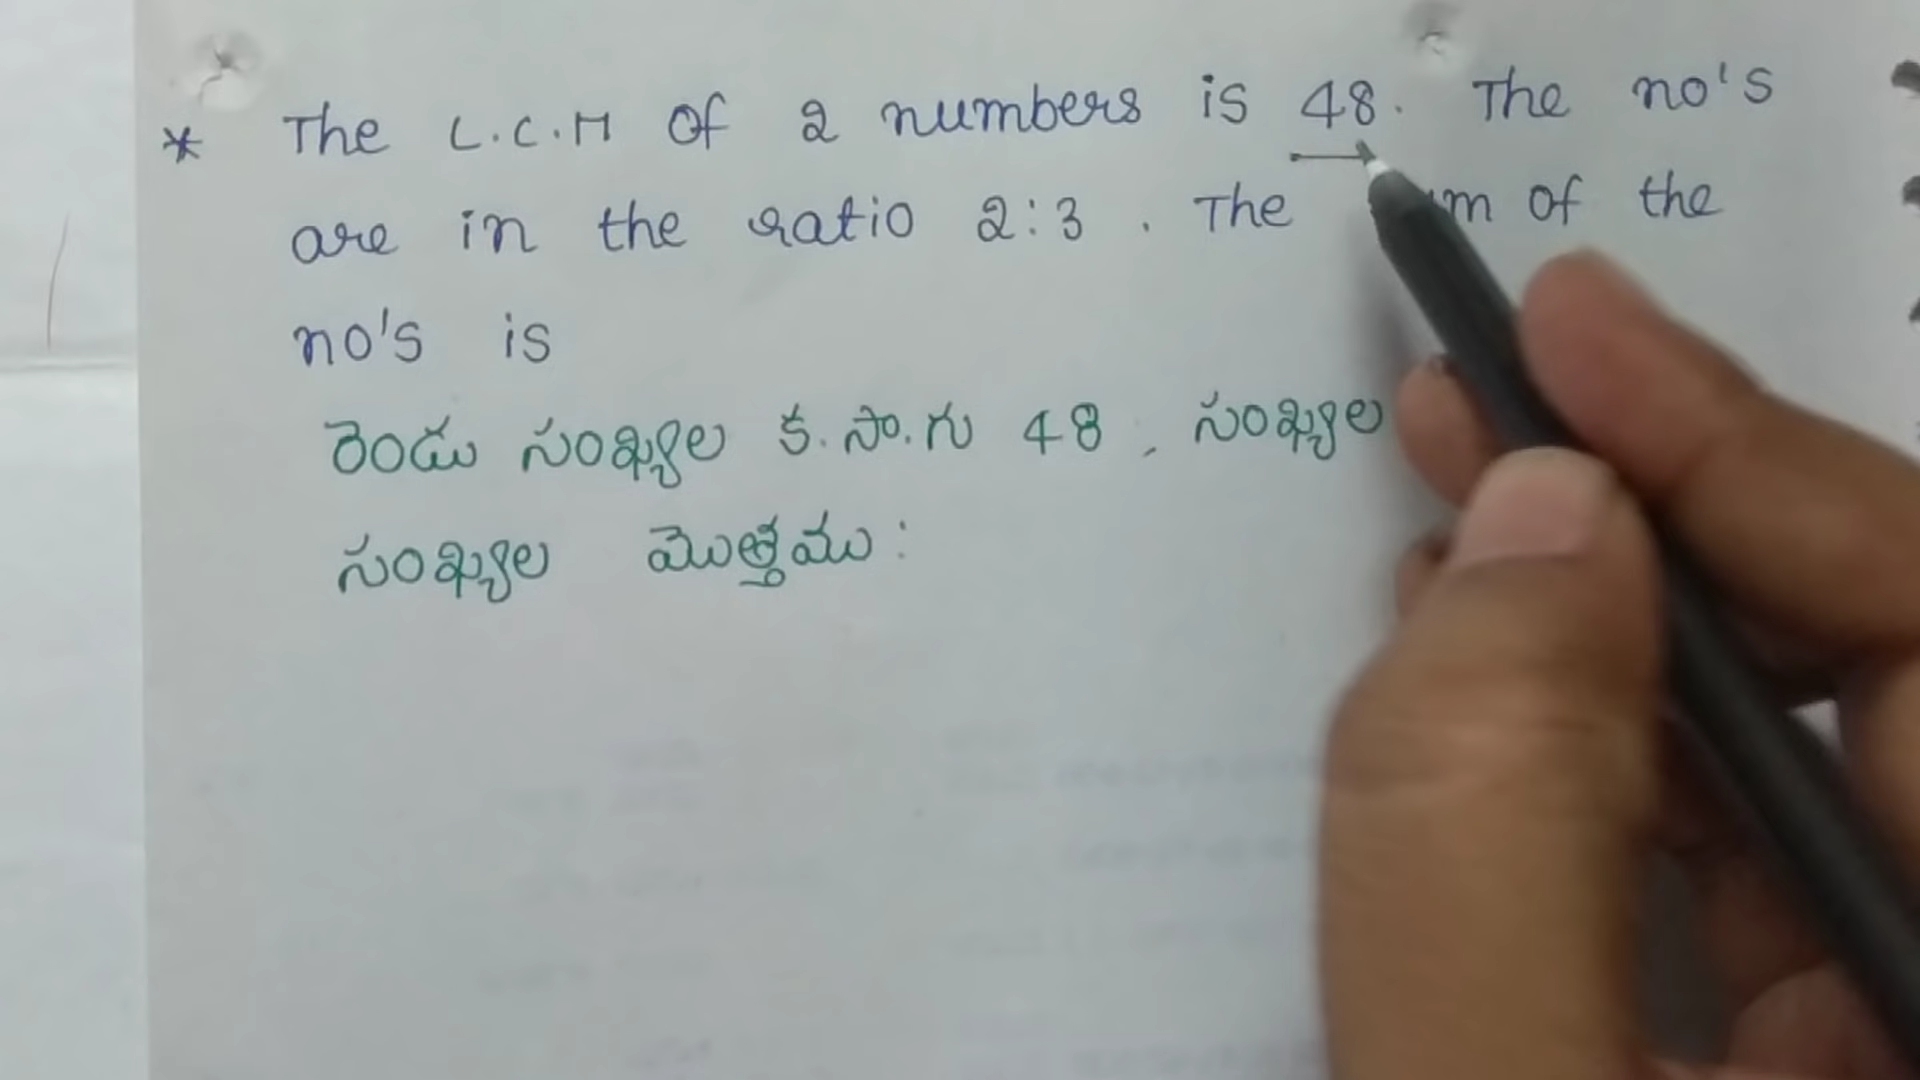 * The L.C.M of 2 numbers is 48. The no's
are in the ratio 2:3 . The of the
no's is
రెండు సంఖ్యల క.సా.గు 48 , సంఖ్యల
సంఖ్యల మొత్తము :